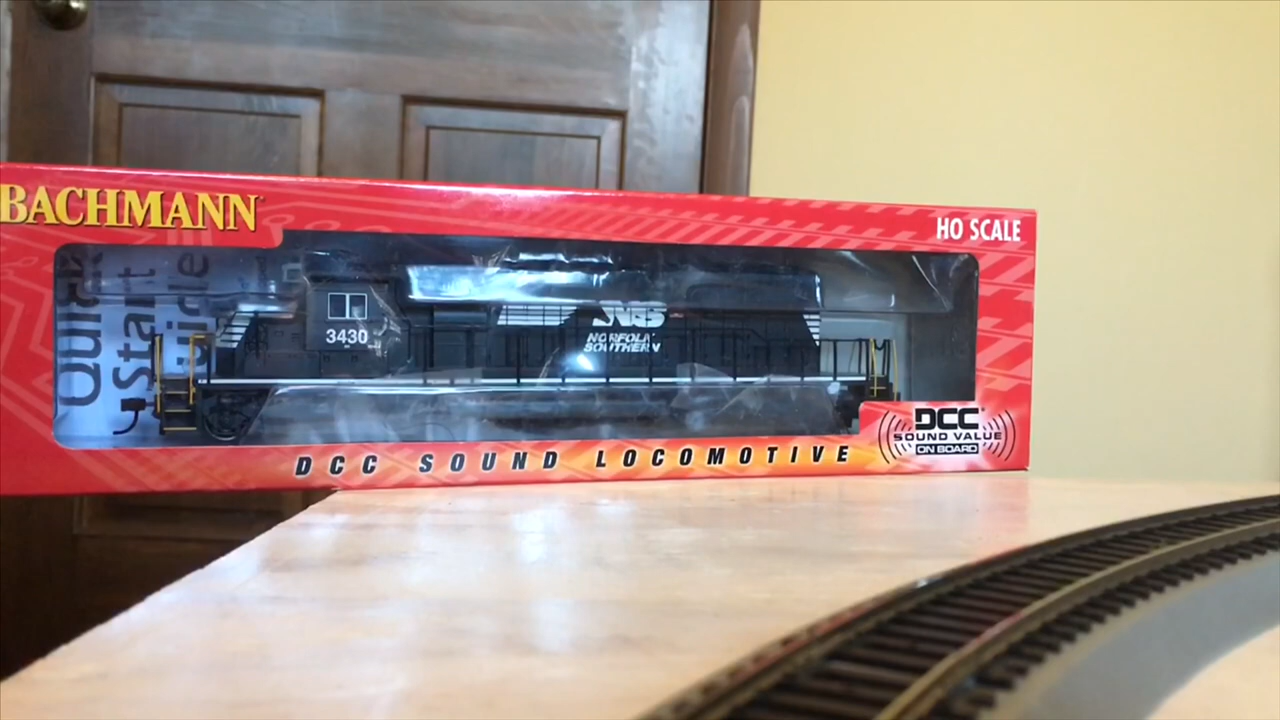 BACHMANN
HO SCALE
Quick
Start
Guide
3430
NS
NORFOLK
SOUTHERN
DCC
SOUND VALUE
ON BOARD
DCC SOUND LOCOMOTIVE